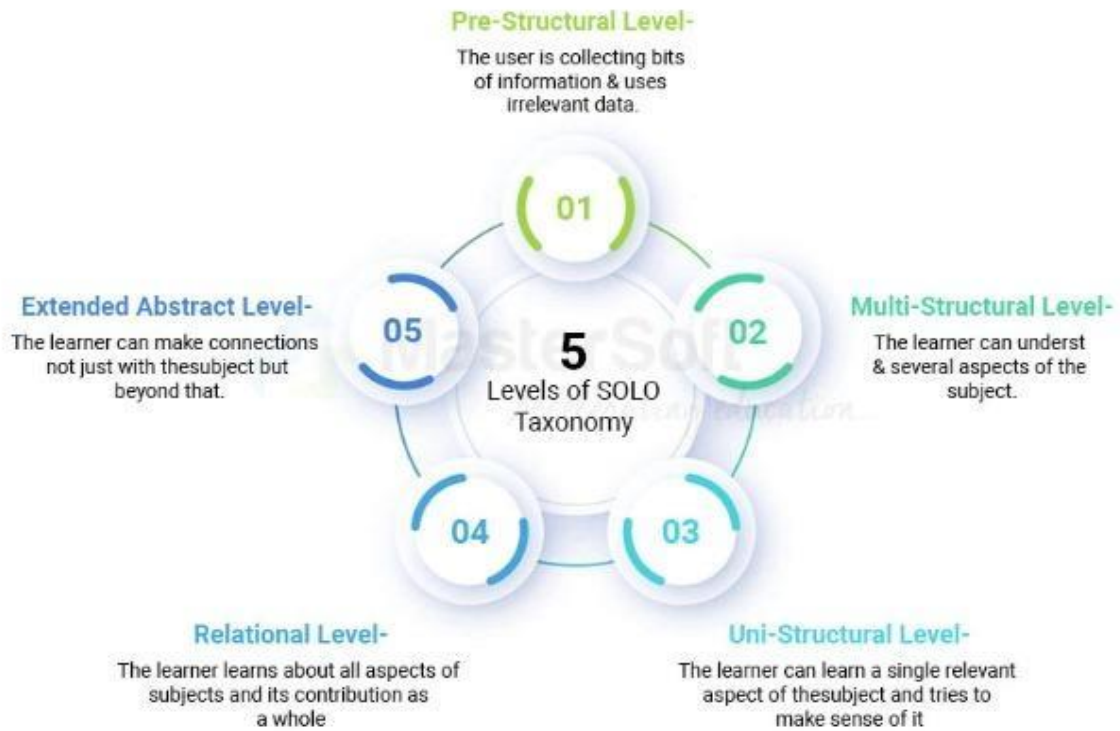 Pre-Structural Level-
The user is collecting bits
of information & uses
irrelevant data.
01
Extended Abstract Level-
The learner can make connections
not just with thesubject but
beyond that.
05
MasterSoft
5
Levels of SOLO
Taxonomy
02
Multi-Structural Level-
The learner can underst
& several aspects of the
subject.
04
03
Relational Level-
The learner learns about all aspects of
subjects and its contribution as
a whole
Uni-Structural Level-
The learner can learn a single relevant
aspect of thesubject and tries to
make sense of it